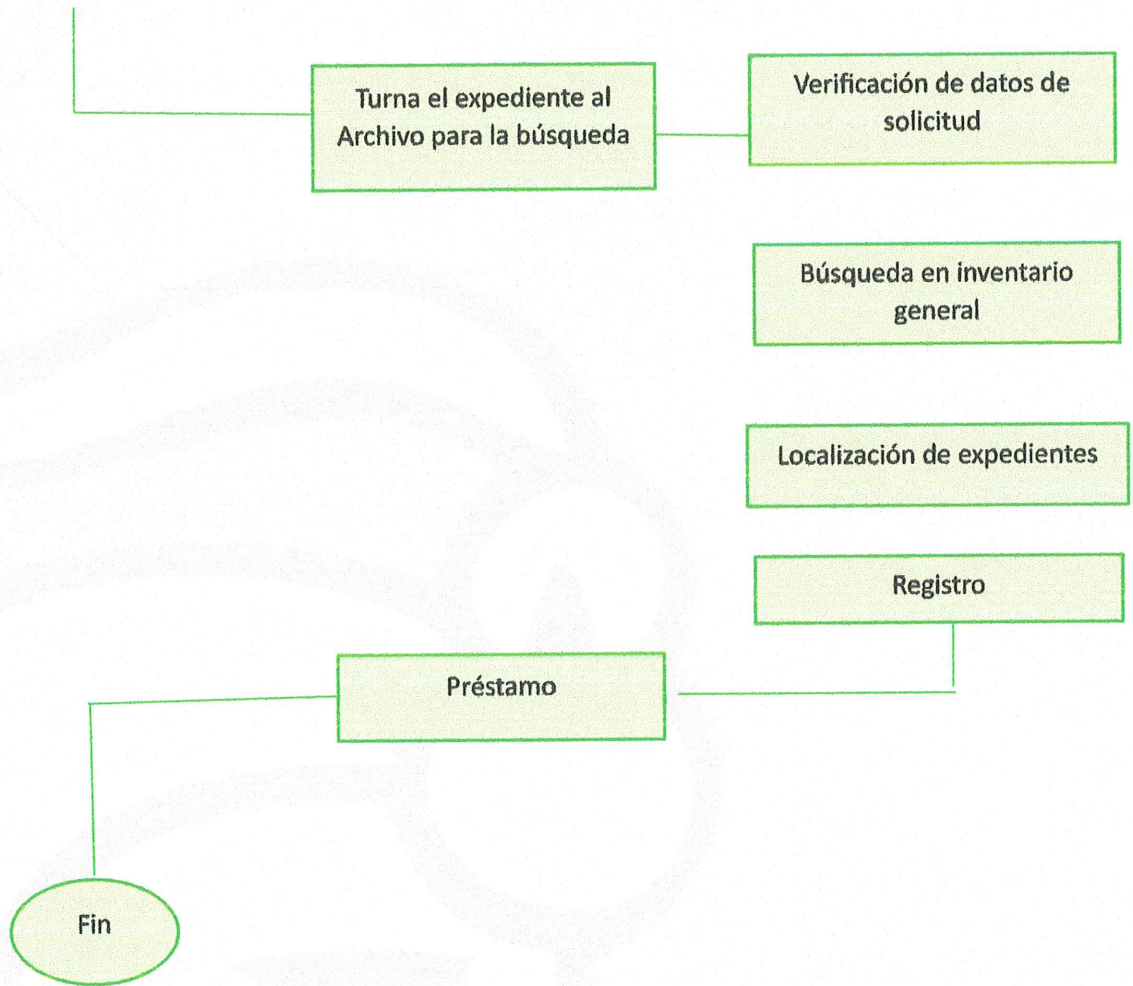 Turna el expediente al
Archivo para la búsqueda
Verificación de datos de
solicitud
Búsqueda en inventario
general
Localización de expedientes
Registro
Préstamo
Fin